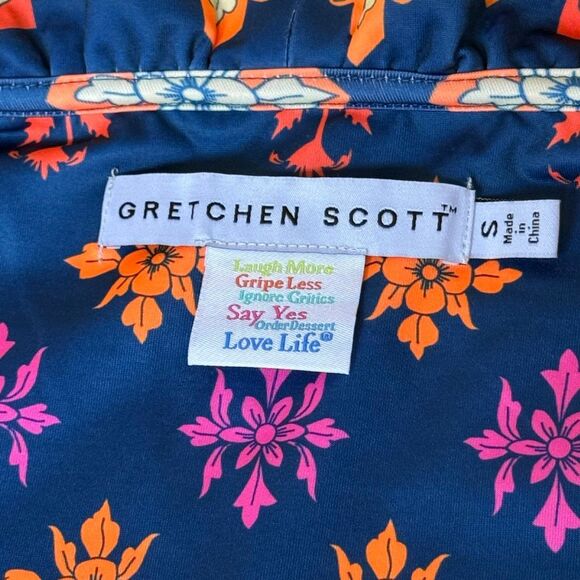 GRETCHEN SCOTT™
S
Made
in
China
Laugh More
Gripe Less
Ignore Critics
Say Yes
Order Dessert
Love Life®